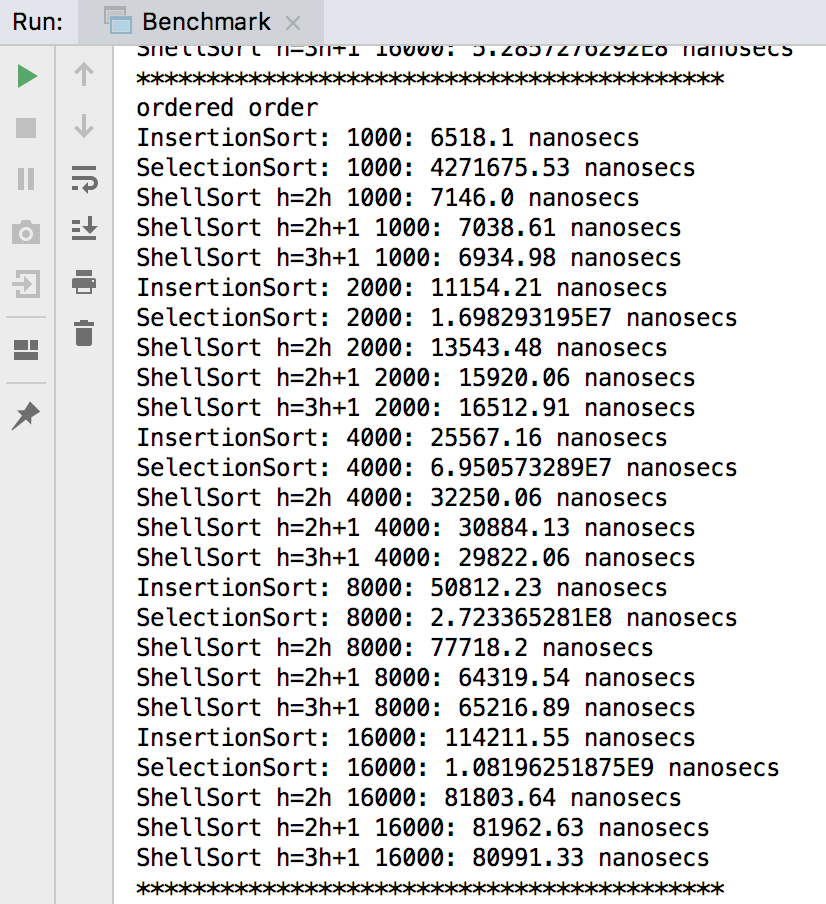 Run: Benchmark
ShellSort h=3h+1 16000: 5.2857276292E8 nanosecs
******************************************
ordered order
InsertionSort: 1000: 6518.1 nanosecs
SelectionSort: 1000: 4271675.53 nanosecs
ShellSort h=2h 1000: 7146.0 nanosecs
ShellSort h=2h+1 1000: 7038.61 nanosecs
ShellSort h=3h+1 1000: 6934.98 nanosecs
InsertionSort: 2000: 11154.21 nanosecs
SelectionSort: 2000: 1.698293195E7 nanosecs
ShellSort h=2h 2000: 13543.48 nanosecs
ShellSort h=2h+1 2000: 15920.06 nanosecs
ShellSort h=3h+1 2000: 16512.91 nanosecs
InsertionSort: 4000: 25567.16 nanosecs
SelectionSort: 4000: 6.950573289E7 nanosecs
ShellSort h=2h 4000: 32250.06 nanosecs
ShellSort h=2h+1 4000: 30884.13 nanosecs
ShellSort h=3h+1 4000: 29822.06 nanosecs
InsertionSort: 8000: 50812.23 nanosecs
SelectionSort: 8000: 2.723365281E8 nanosecs
ShellSort h=2h 8000: 77718.2 nanosecs
ShellSort h=2h+1 8000: 64319.54 nanosecs
ShellSort h=3h+1 8000: 65216.89 nanosecs
InsertionSort: 16000: 114211.55 nanosecs
SelectionSort: 16000: 1.08196251875E9 nanosecs
ShellSort h=2h 16000: 81803.64 nanosecs
ShellSort h=2h+1 16000: 81962.63 nanosecs
ShellSort h=3h+1 16000: 80991.33 nanosecs
******************************************